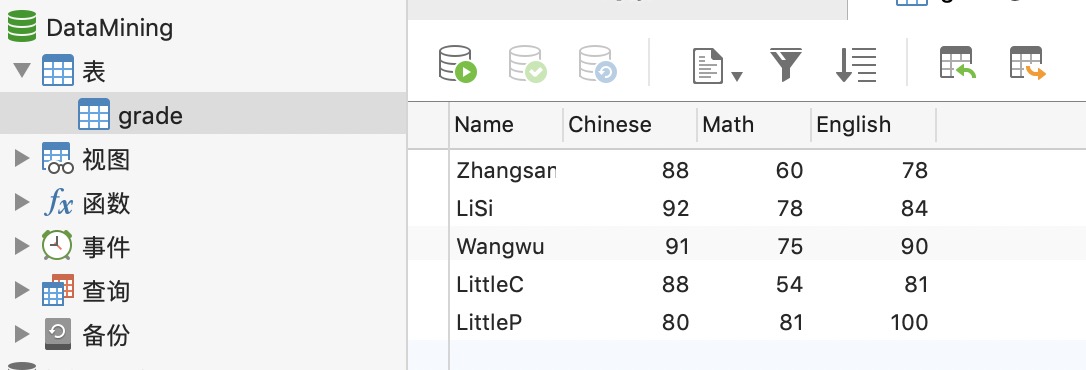 DataMining
表
grade
视图
fx 函数
事件
查询
备份
Name Chinese Math English
Zhangsan 88 60 78
LiSi 92 78 84
Wangwu 91 75 90
LittleC 88 54 81
LittleP 80 81 100